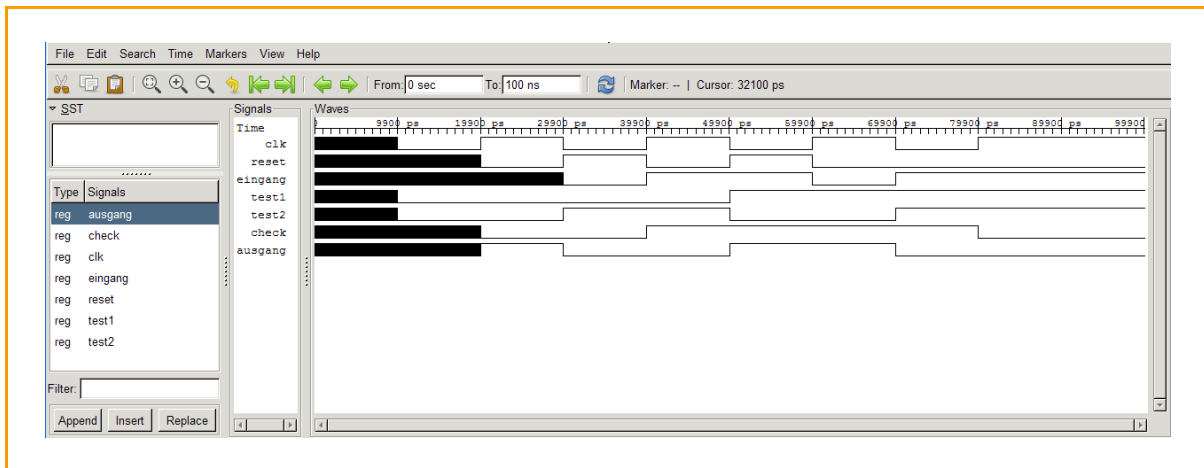 File Edit Search Time Markers View Help
From: 0 sec To: 100 ns Marker: -- | Cursor: 32100 ps
SST
Signals
Waves
Time
0 9900 ps 19900 ps 29900 ps 39900 ps 49900 ps 59900 ps 69900 ps 79900 ps 89900 ps 99900
clk
reset
eingang
test1
test2
check
ausgang
Type Signals
reg ausgang
reg check
reg clk
reg eingang
reg reset
reg test1
reg test2
Filter:
Append Insert Replace